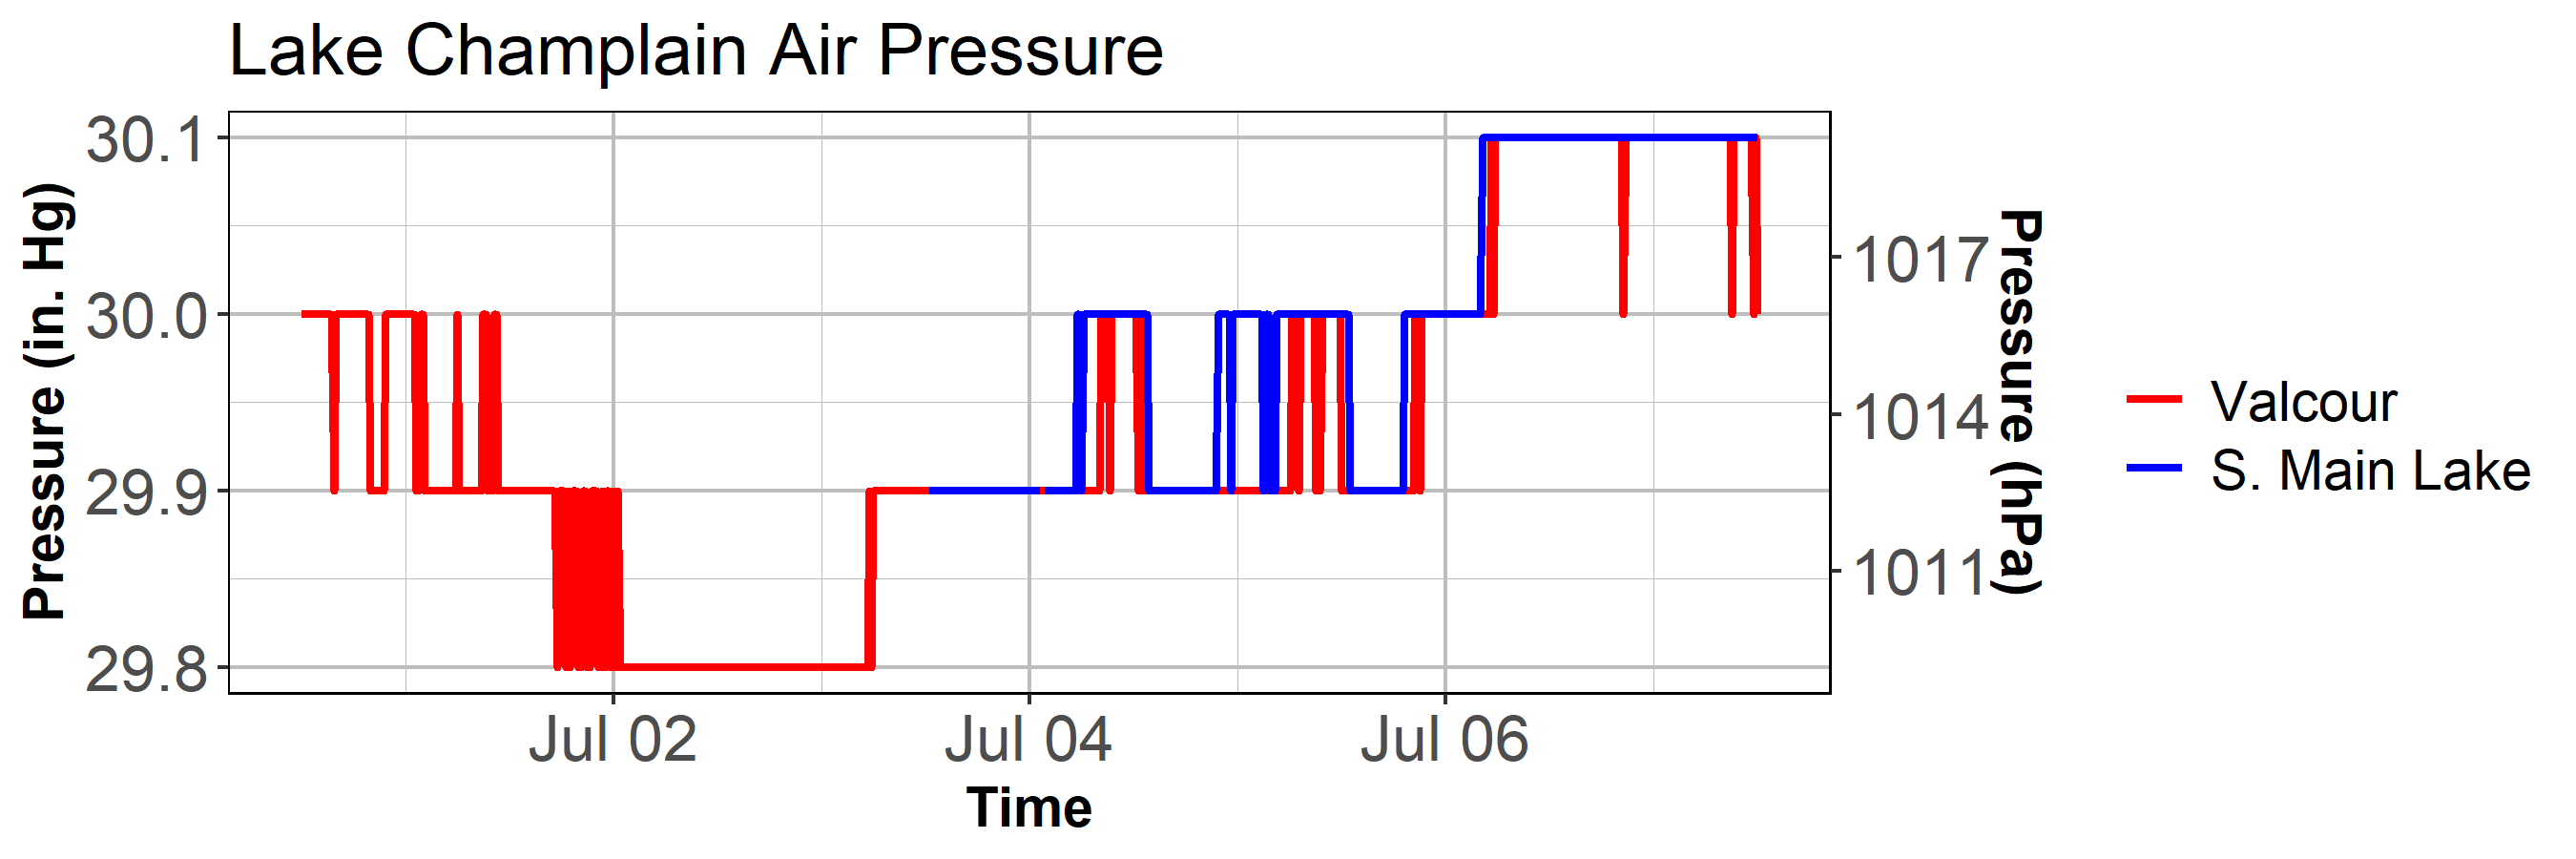 Lake Champlain Air Pressure
Pressure (in. Hg)
30.1
30.0
29.9
29.8
Jul 02
Jul 04
Jul 06
Time
1017
1014
1011
Pressure (hPa)
Valcour
S. Main Lake